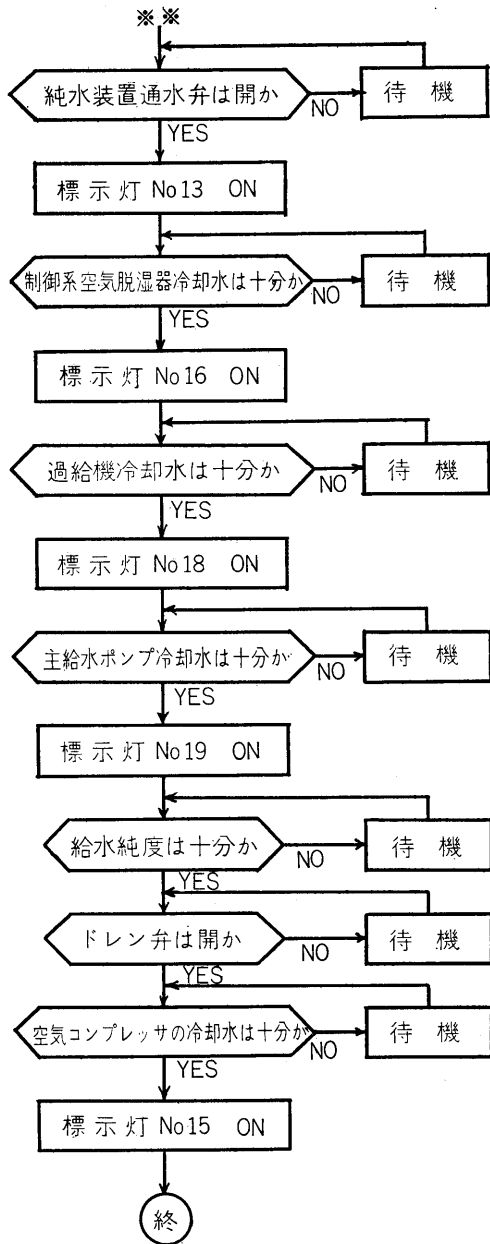 ※ ※
純水装置通水弁は開か
NO
待 機
YES
標示灯 No13 ON
制御系空気脱湿器冷却水は十分か
NO
待 機
YES
標示灯 No16 ON
過給機冷却水は十分か
NO
待 機
YES
標示灯 No18 ON
主給水ポンプ冷却水は十分か
NO
待 機
YES
標示灯 No19 ON
給水純度は十分か
NO
待 機
YES
ドレン弁は開か
NO
待 機
YES
空気コンプレッサの冷却水は十分か
NO
待 機
YES
標示灯 No15 ON
終